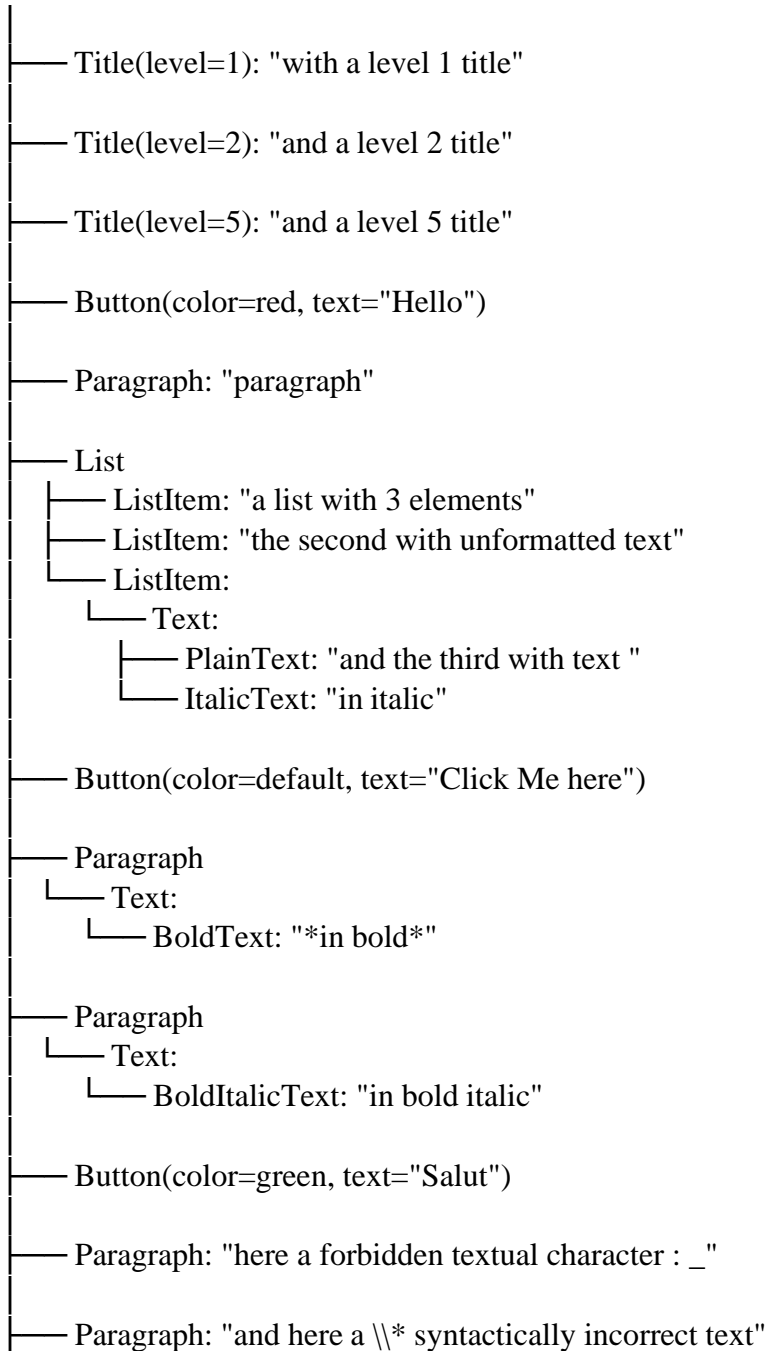 Title(level=1): "with a level 1 title"
Title(level=2): "and a level 2 title"
Title(level=5): "and a level 5 title"
Button(color=red, text="Hello")
Paragraph: "paragraph"
List
ListItem: "a list with 3 elements"
ListItem: "the second with unformatted text"
ListItem:
Text:
PlainText: "and the third with text "
ItalicText: "in italic"
Button(color=default, text="Click Me here")
Paragraph
Text:
BoldText: "*in bold*"
Paragraph
Text:
BoldItalicText: "in bold italic"
Button(color=green, text="Salut")
Paragraph: "here a forbidden textual character : _"
Paragraph: "and here a \\* syntactically incorrect text"